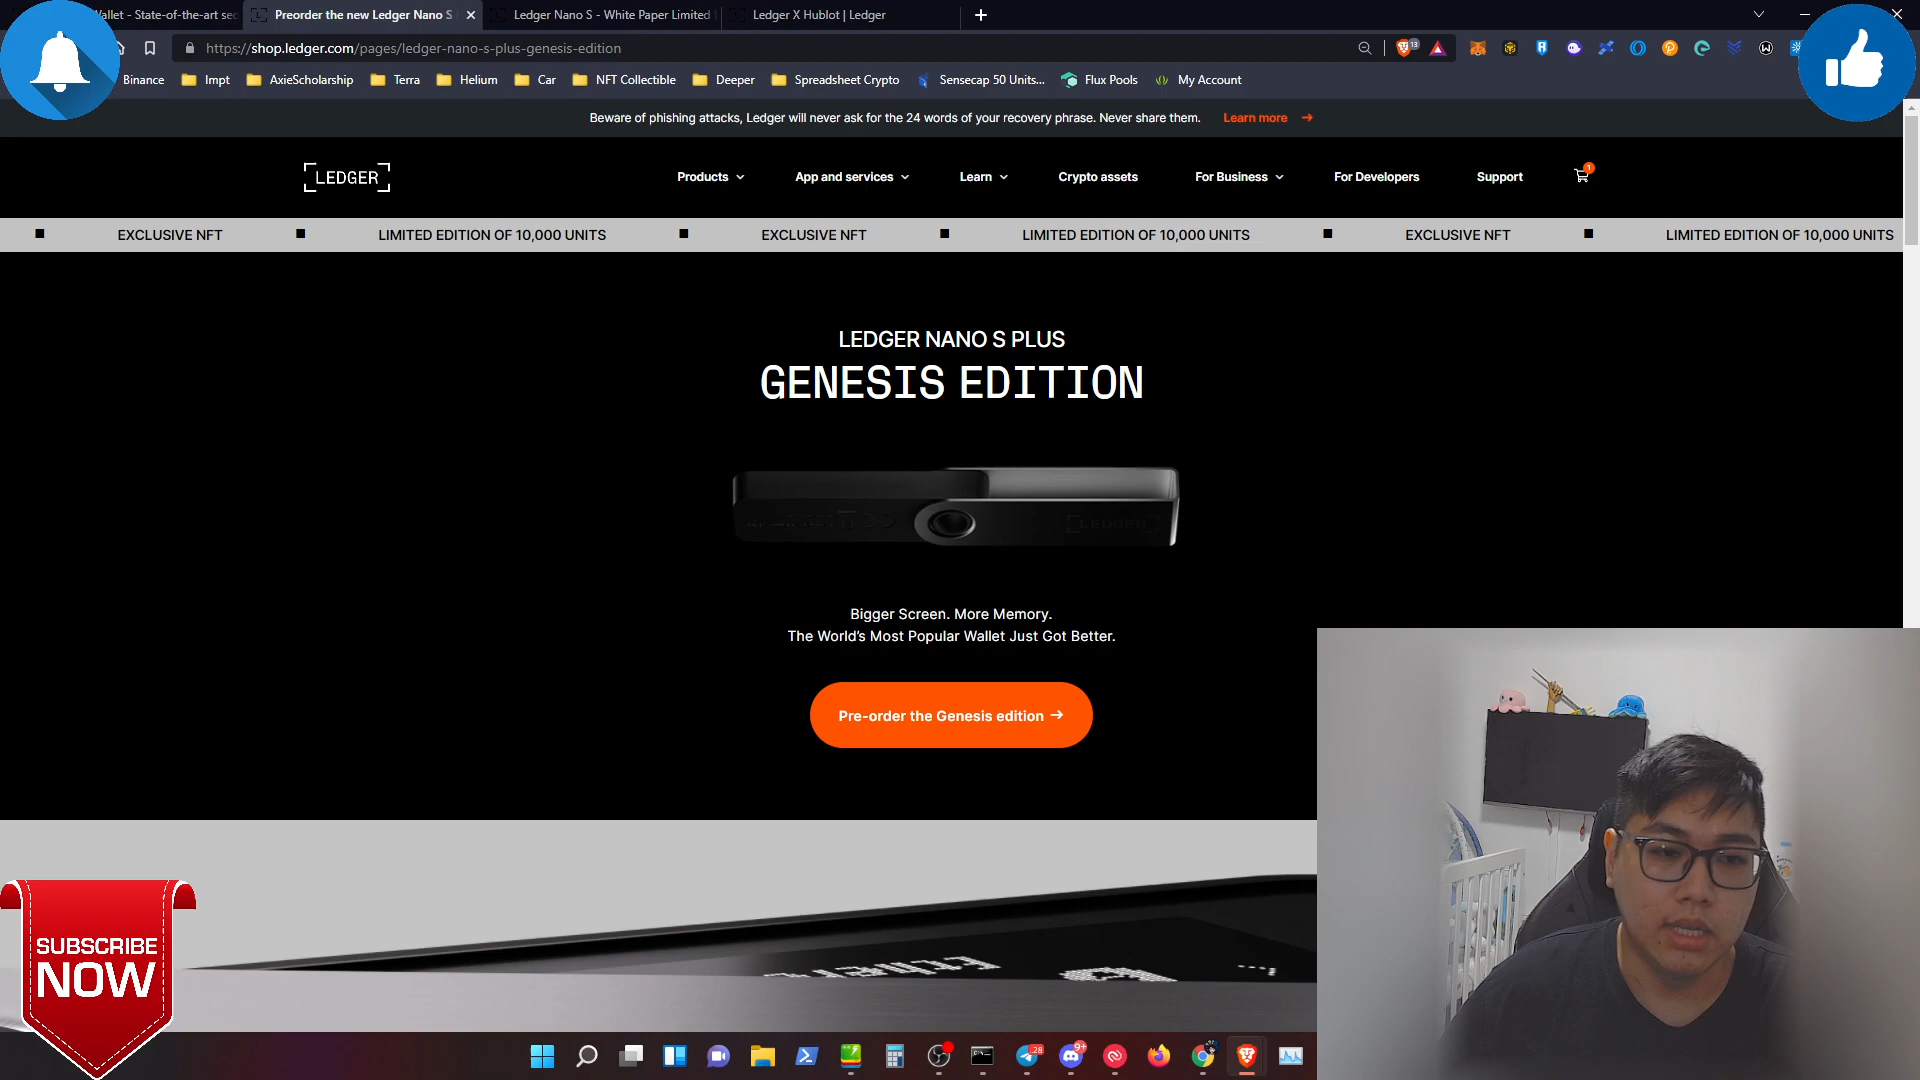 Wallet - State-of-the-art sec
Preorder the new Ledger Nano S
Ledger Nano S - White Paper Limited
Ledger X Hublot | Ledger
https://shop.ledger.com/pages/ledger-nano-s-plus-genesis-edition
13
Binance
Impt
AxieScholarship
Terra
Helium
Car
NFT Collectible
Deeper
Spreadsheet Crypto
Sensecap 50 Units...
Flux Pools
My Account
Beware of phishing attacks, Ledger will never ask for the 24 words of your recovery phrase. Never share them. Learn more →
LEDGER
Products
App and services
Learn
Crypto assets
For Business
For Developers
Support
1
EXCLUSIVE NFT ■ LIMITED EDITION OF 10,000 UNITS ■ EXCLUSIVE NFT ■ LIMITED EDITION OF 10,000 UNITS ■ EXCLUSIVE NFT ■ LIMITED EDITION OF 10,000 UNITS
LEDGER NANO S PLUS
GENESIS EDITION
LEDGER
Bigger Screen. More Memory.
The World's Most Popular Wallet Just Got Better.
Pre-order the Genesis edition →
SUBSCRIBE
NOW
28
9+